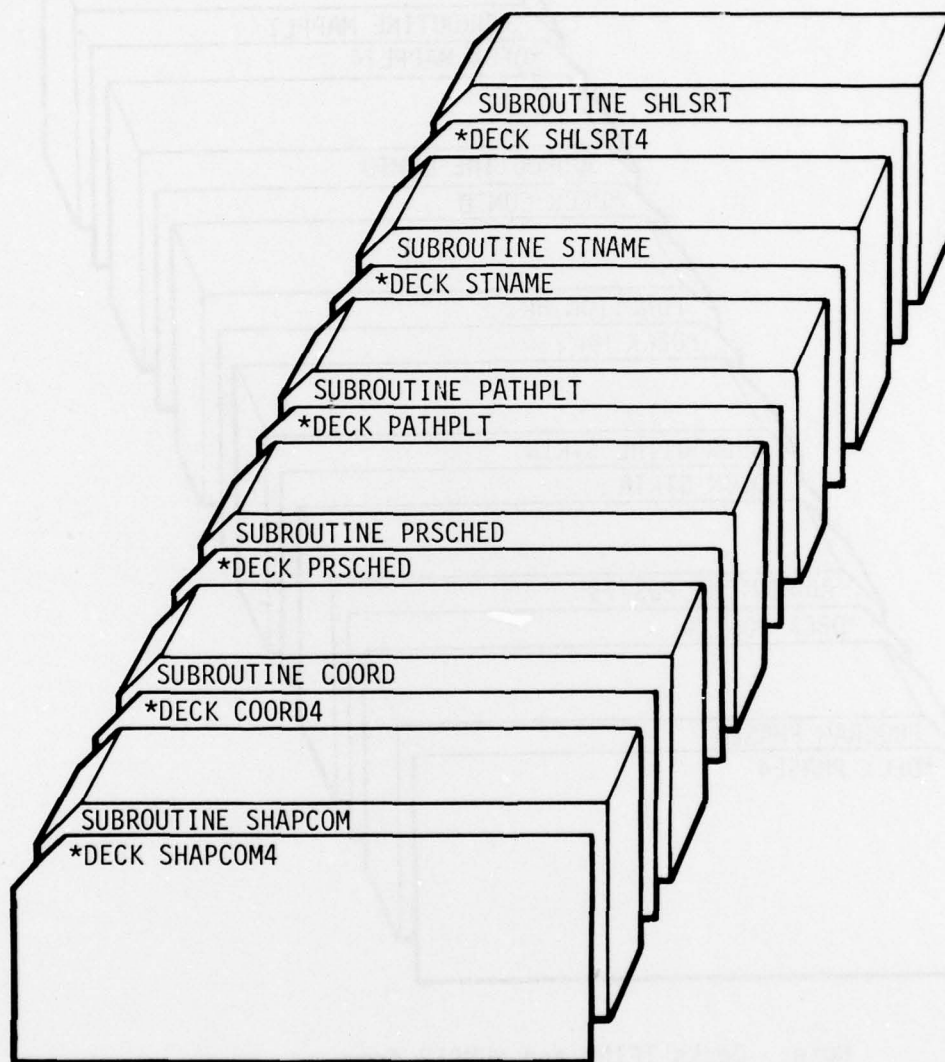 SUBROUTINE SHLSRT
*DECK SHLSRT4
SUBROUTINE STNAME
*DECK STNAME
SUBROUTINE PATHPLT
*DECK PATHPLT
SUBROUTINE PRSCHED
*DECK PRSCHED
SUBROUTINE COORD
*DECK COORD4
SUBROUTINE SHAPCOM
*DECK SHAPCOM4